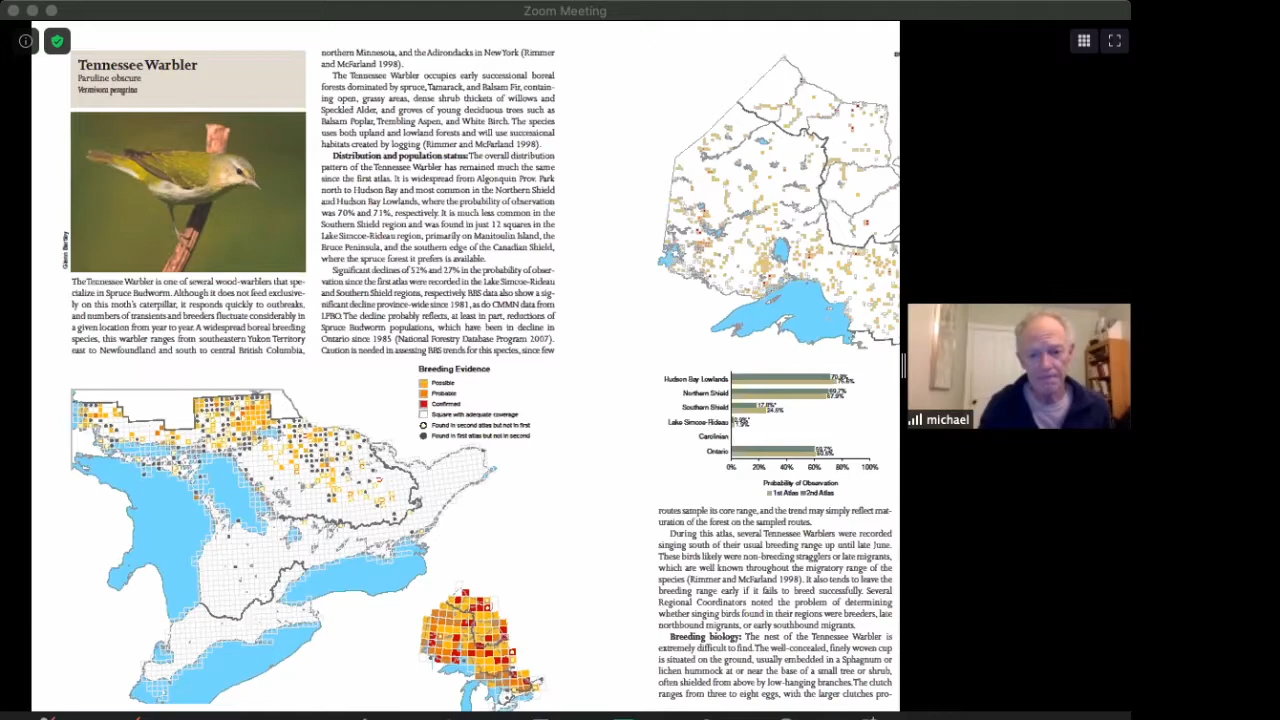 Zoom Meeting
Tennessee Warbler
Paruline obscure
Vermivora peregrina
Glenn Bartley
The Tennessee Warbler is one of several wood-warblers that spe-
cialize in Spruce Budworm. Although it does not feed exclusive-
ly on this moth's caterpillar, it responds quickly to outbreaks,
and numbers of transients and breeders fluctuate considerably in
a given location from year to year. A widespread boreal breeding
species, this warbler ranges from southeastern Yukon Territory
east to Newfoundland and south to central British Columbia,
northern Minnesota, and the Adirondacks in New York (Rimmer
and McFarland 1998).
The Tennessee Warbler occupies early successional boreal
forests dominated by spruce, Tamarack, and Balsam Fir, contain-
ing open, grassy areas, dense shrub thickets of willows and
Speckled Alder, and groves of young deciduous trees such as
Balsam Poplar, Trembling Aspen, and White Birch. The species
uses both upland and lowland forests and will use successional
habitats created by logging (Rimmer and McFarland 1998).
Distribution and population status: The overall distribution
pattern of the Tennessee Warbler has remained much the same
since the first atlas. It is widespread from Algonquin Prov. Park
north to Hudson Bay and most common in the Northern Shield
and Hudson Bay Lowlands, where the probability of observation
was 70% and 71%, respectively. It is much less common in the
Southern Shield region and was found in just 12 squares in the
Lake Simcoe-Rideau region, primarily on Manitoulin Island, the
Bruce Peninsula, and the southern edge of the Canadian Shield,
where the spruce forest it prefers is available.
Significant declines of 52% and 27% in the probability of obser-
vation since the first atlas were recorded in the Lake Simcoe-Rideau
and Southern Shield regions, respectively. BBS data also show a sig-
nificant decline province-wide since 1981, as do CMMN data from
LPBO. The decline probably reflects, at least in part, reductions of
Spruce Budworm populations, which have been in decline in
Ontario since 1985 (National Forestry Database Program 2007).
Caution is needed in assessing BBS trends for this species, since few
Breeding Evidence
Possible
Probable
Confirmed
Square with adequate coverage
Found in second atlas but not in first
Found in first atlas but not in second
Hudson Bay Lowlands
Northern Shield
Southern Shield
Lake Simcoe-Rideau
Carolinian
Ontario
0% 20% 40% 60% 80% 100%
Probability of Observation
1st Atlas 2nd Atlas
routes sample its core range, and the trend may simply reflect mat-
uration of the forest on the sampled routes.
During this atlas, several Tennessee Warblers were recorded
singing south of their usual breeding range up until late June.
These birds likely were non-breeding stragglers or late migrants,
which are well known throughout the migratory range of the
species (Rimmer and McFarland 1998). It also tends to leave the
breeding range early if it fails to breed successfully. Several
Regional Coordinators noted the problem of determining
whether singing birds found in their regions were breeders, late
northbound migrants, or early southbound migrants.
Breeding biology: The nest of the Tennessee Warbler is
extremely difficult to find. The well-concealed, finely woven cup
is situated on the ground, usually embedded in a Sphagnum or
lichen hummock at or near the base of a small tree or shrub,
often shielded from above by low-hanging branches. The clutch
ranges from three to eight eggs, with the larger clutches pro-
michael